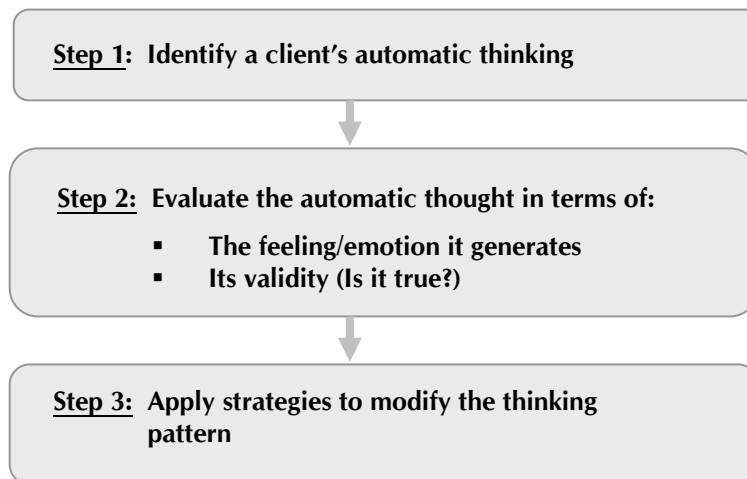 Step 1: Identify a client’s automatic thinking
Step 2: Evaluate the automatic thought in terms of:
▪ The feeling/emotion it generates
▪ Its validity (Is it true?)
Step 3: Apply strategies to modify the thinking
pattern